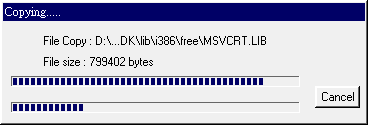 Copying.....
File Copy : D:\...DK\lib\i386\free\MSVCRT.LIB
File size : 799402 bytes
Cancel